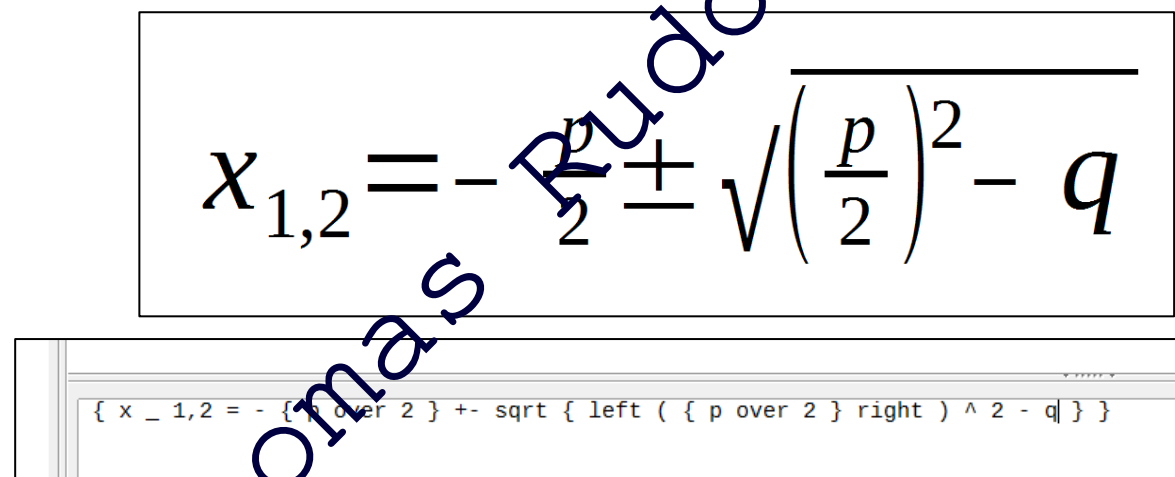 x₁,₂ = - p/2 ± √(p/2)² - q
{ x _ 1,2 = - { p over 2 } +- sqrt { left ( { p over 2 } right ) ^ 2 - q } }
omas Rudo